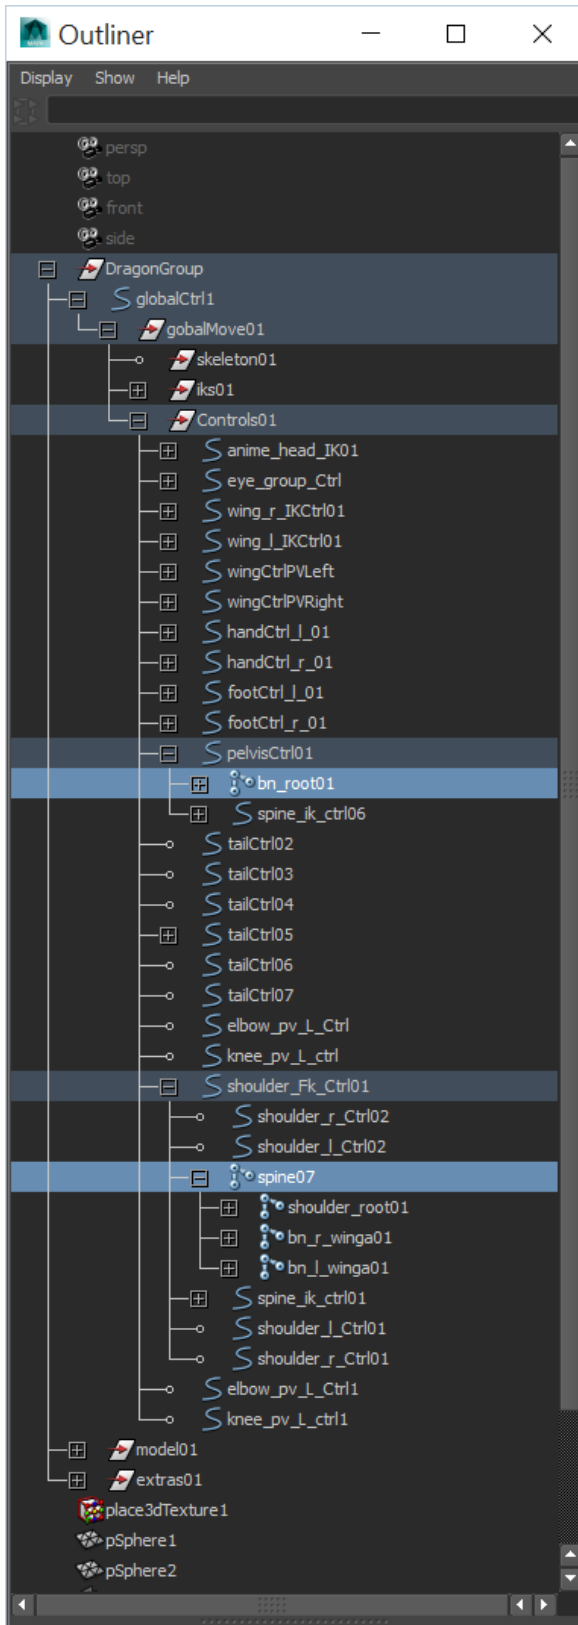 Outliner
Display Show Help
persp
top
front
side
DragonGroup
globalCtrl1
gobalMove01
skeleton01
iks01
Controls01
anime_head_IK01
eye_group_Ctrl
wing_r_IKCtrl01
wing_l_IKCtrl01
wingCtrlPVLeft
wingCtrlPVRight
handCtrl_l_01
handCtrl_r_01
footCtrl_l_01
footCtrl_r_01
pelvisCtrl01
bn_root01
spine_ik_ctrl06
tailCtrl02
tailCtrl03
tailCtrl04
tailCtrl05
tailCtrl06
tailCtrl07
elbow_pv_L_Ctrl
knee_pv_L_ctrl
shoulder_Fk_Ctrl01
shoulder_r_Ctrl02
shoulder_l_Ctrl02
spine07
shoulder_root01
bn_r_winga01
bn_l_winga01
spine_ik_ctrl01
shoulder_l_Ctrl01
shoulder_r_Ctrl01
elbow_pv_L_Ctrl1
knee_pv_L_ctrl1
model01
extras01
place3dTexture1
pSphere1
pSphere2